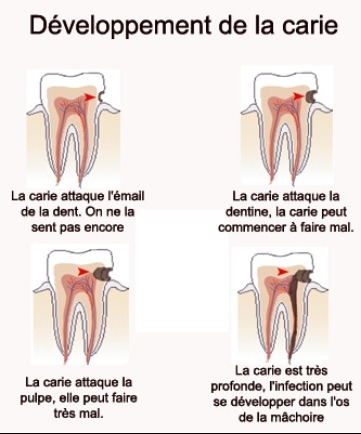 Développement de la carie
La carie attaque l'émail
de la dent. On ne la
sent pas encore
La carie attaque la
dentine, la carie peut
commencer à faire mal.
La carie attaque la
pulpe, elle peut faire
très mal.
La carie est très
profonde, l'infection peut
se développer dans l'os
de la mâchoire